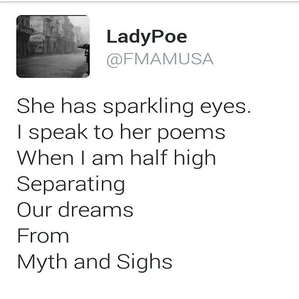 LadyPoe
@FMAMUSA
She has sparkling eyes.
I speak to her poems
When I am half high
Separating
Our dreams
From
Myth and Sighs